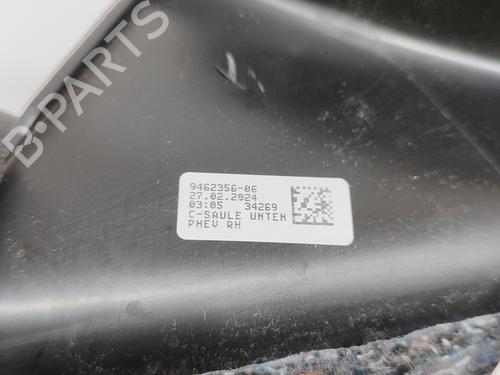 B-PARTS
9462356-06
27.02.2024
03:05 34269
C-SAULE UNTEN
PHEV RH